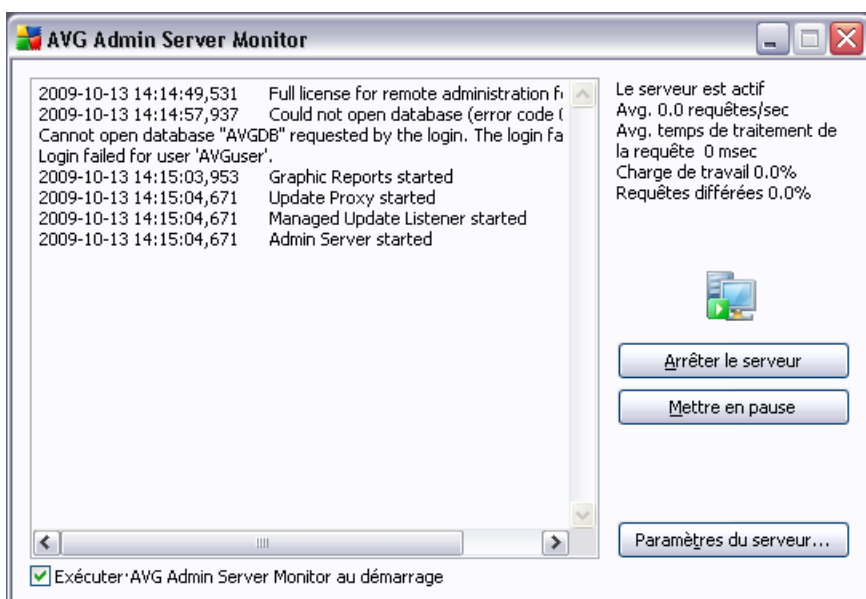 AVG Admin Server Monitor
2009-10-13 14:14:49,531 Full license for remote administration
2009-10-13 14:14:57,937 Could not open database (error code
Cannot open database "AVGDB" requested by the login. The login
Login failed for user 'AVGuser'.
2009-10-13 14:15:03,953 Graphic Reports started
2009-10-13 14:15:04,671 Update Proxy started
2009-10-13 14:15:04,671 Managed Update Listener started
2009-10-13 14:15:04,671 Admin Server started
Le serveur est actif
Avg. 0.0 requêtes/sec
Avg. temps de traitement de
la requête 0 msec
Charge de travail 0.0%
Requêtes différées 0.0%
Arrêter le serveur
Mettre en pause
Paramètres du serveur...
Exécuter AVG Admin Server Monitor au démarrage